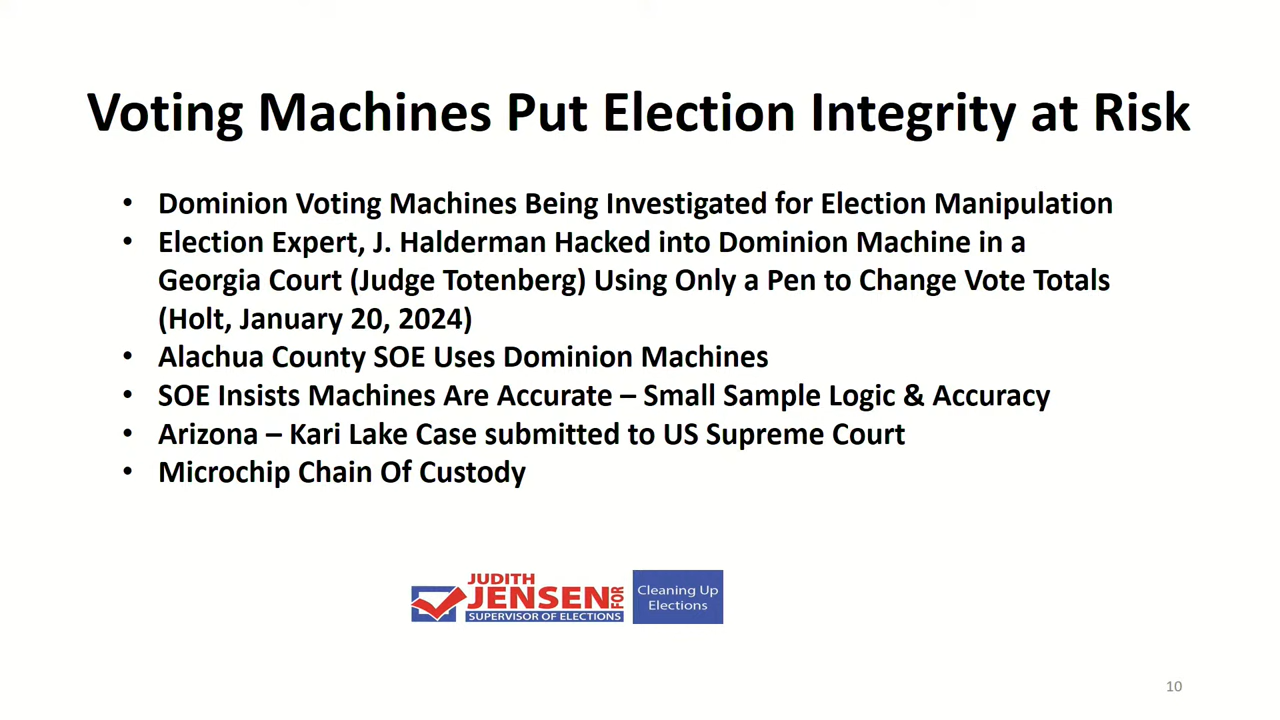 Voting Machines Put Election Integrity at Risk
• Dominion Voting Machines Being Investigated for Election Manipulation
• Election Expert, J. Halderman Hacked into Dominion Machine in a
Georgia Court (Judge Totenberg) Using Only a Pen to Change Vote Totals
(Holt, January 20, 2024)
• Alachua County SOE Uses Dominion Machines
• SOE Insists Machines Are Accurate – Small Sample Logic & Accuracy
• Arizona – Kari Lake Case submitted to US Supreme Court
• Microchip Chain Of Custody
JUDITH
JENSEN FOR
SUPERVISOR OF ELECTIONS
Cleaning Up
Elections
10